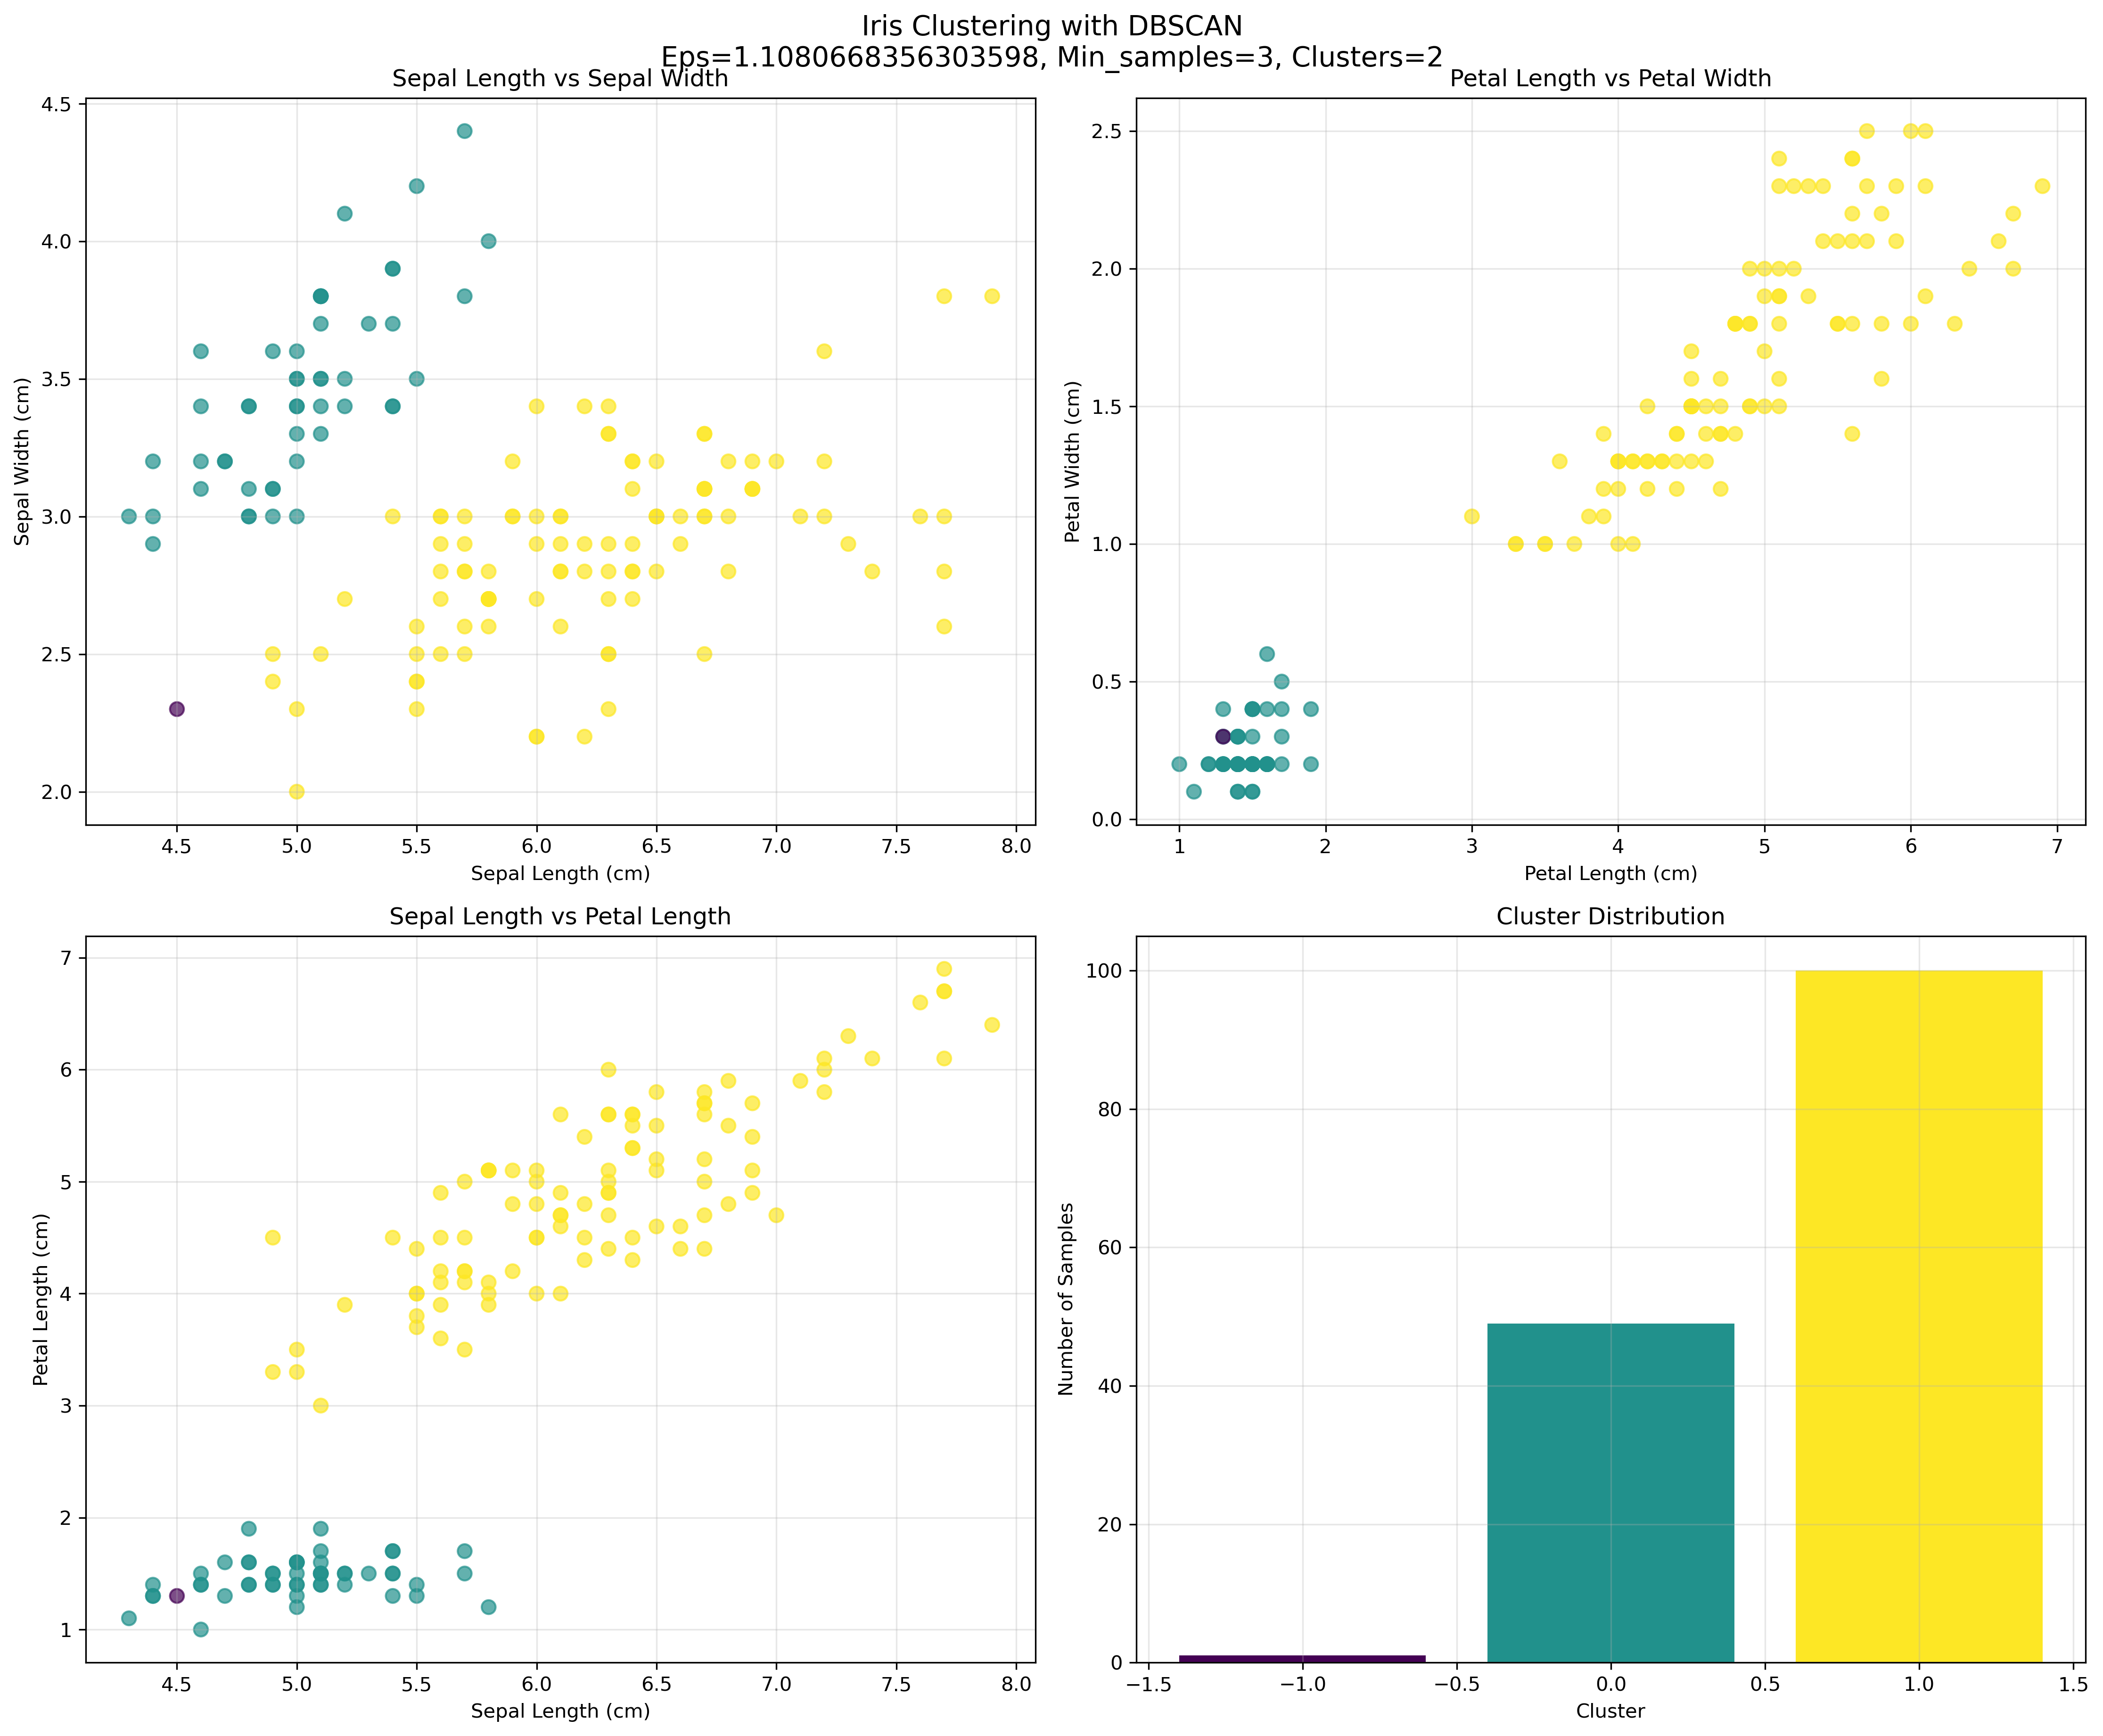 Iris Clustering with DBSCAN
Eps=1.1080668356303598, Min_samples=3, Clusters=2
Sepal Length vs Sepal Width
4.5
4.0
3.5
3.0
2.5
2.0
Sepal Width (cm)
4.5 5.0 5.5 6.0 6.5 7.0 7.5 8.0
Sepal Length (cm)
Petal Length vs Petal Width
2.5
2.0
1.5
1.0
0.5
0.0
Petal Width (cm)
1 2 3 4 5 6 7
Petal Length (cm)
Sepal Length vs Petal Length
7
6
5
4
3
2
1
Petal Length (cm)
4.5 5.0 5.5 6.0 6.5 7.0 7.5 8.0
Sepal Length (cm)
Cluster Distribution
100
80
60
40
20
0
Number of Samples
−1.5 −1.0 −0.5 0.0 0.5 1.0 1.5
Cluster